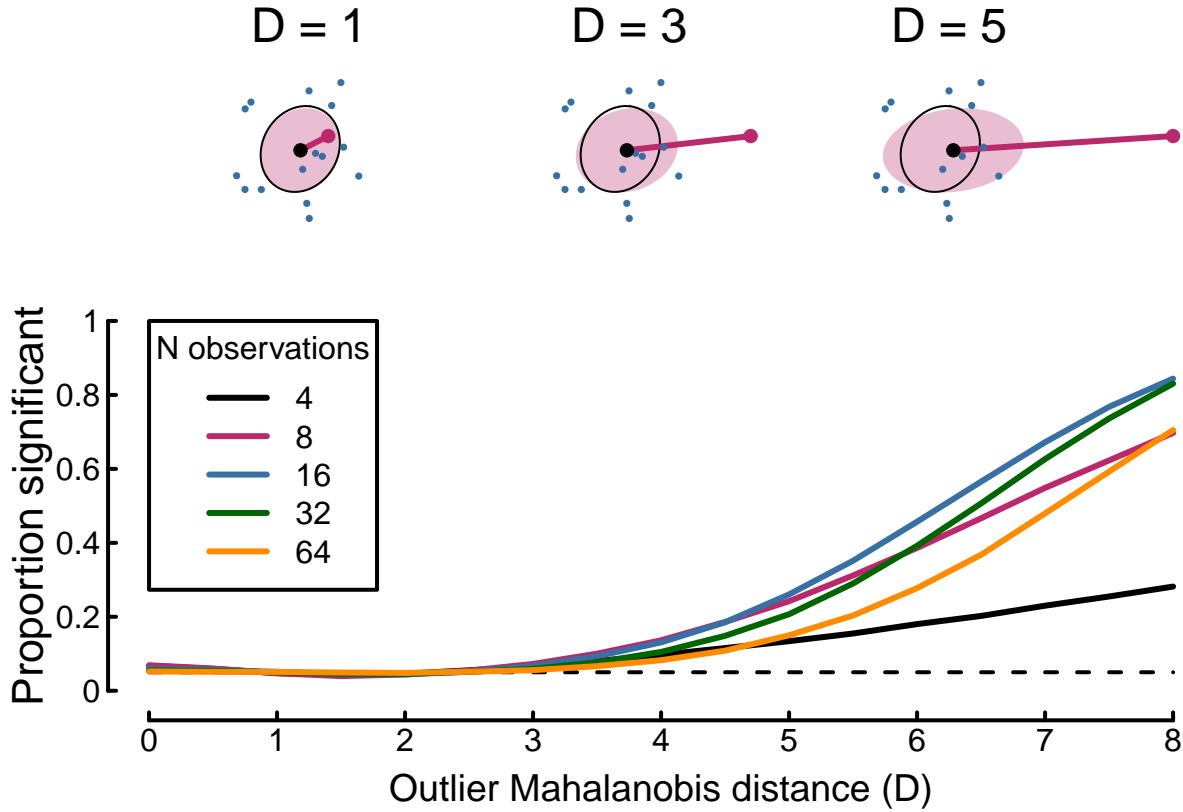 D = 1 D = 3 D = 5
Proportion significant
1
0.8
0.6
0.4
0.2
0
N observations
4
8
16
32
64
0 1 2 3 4 5 6 7 8
Outlier Mahalanobis distance (D)